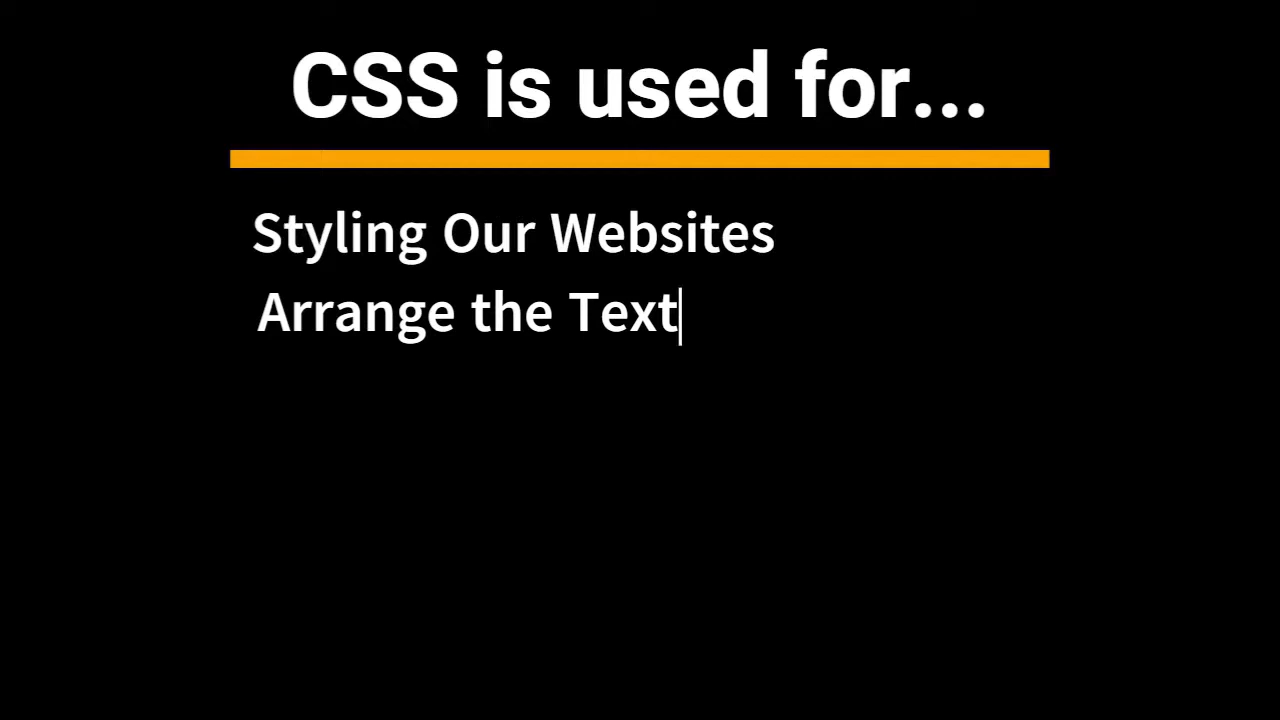 CSS is used for...
Styling Our Websites
Arrange the Text